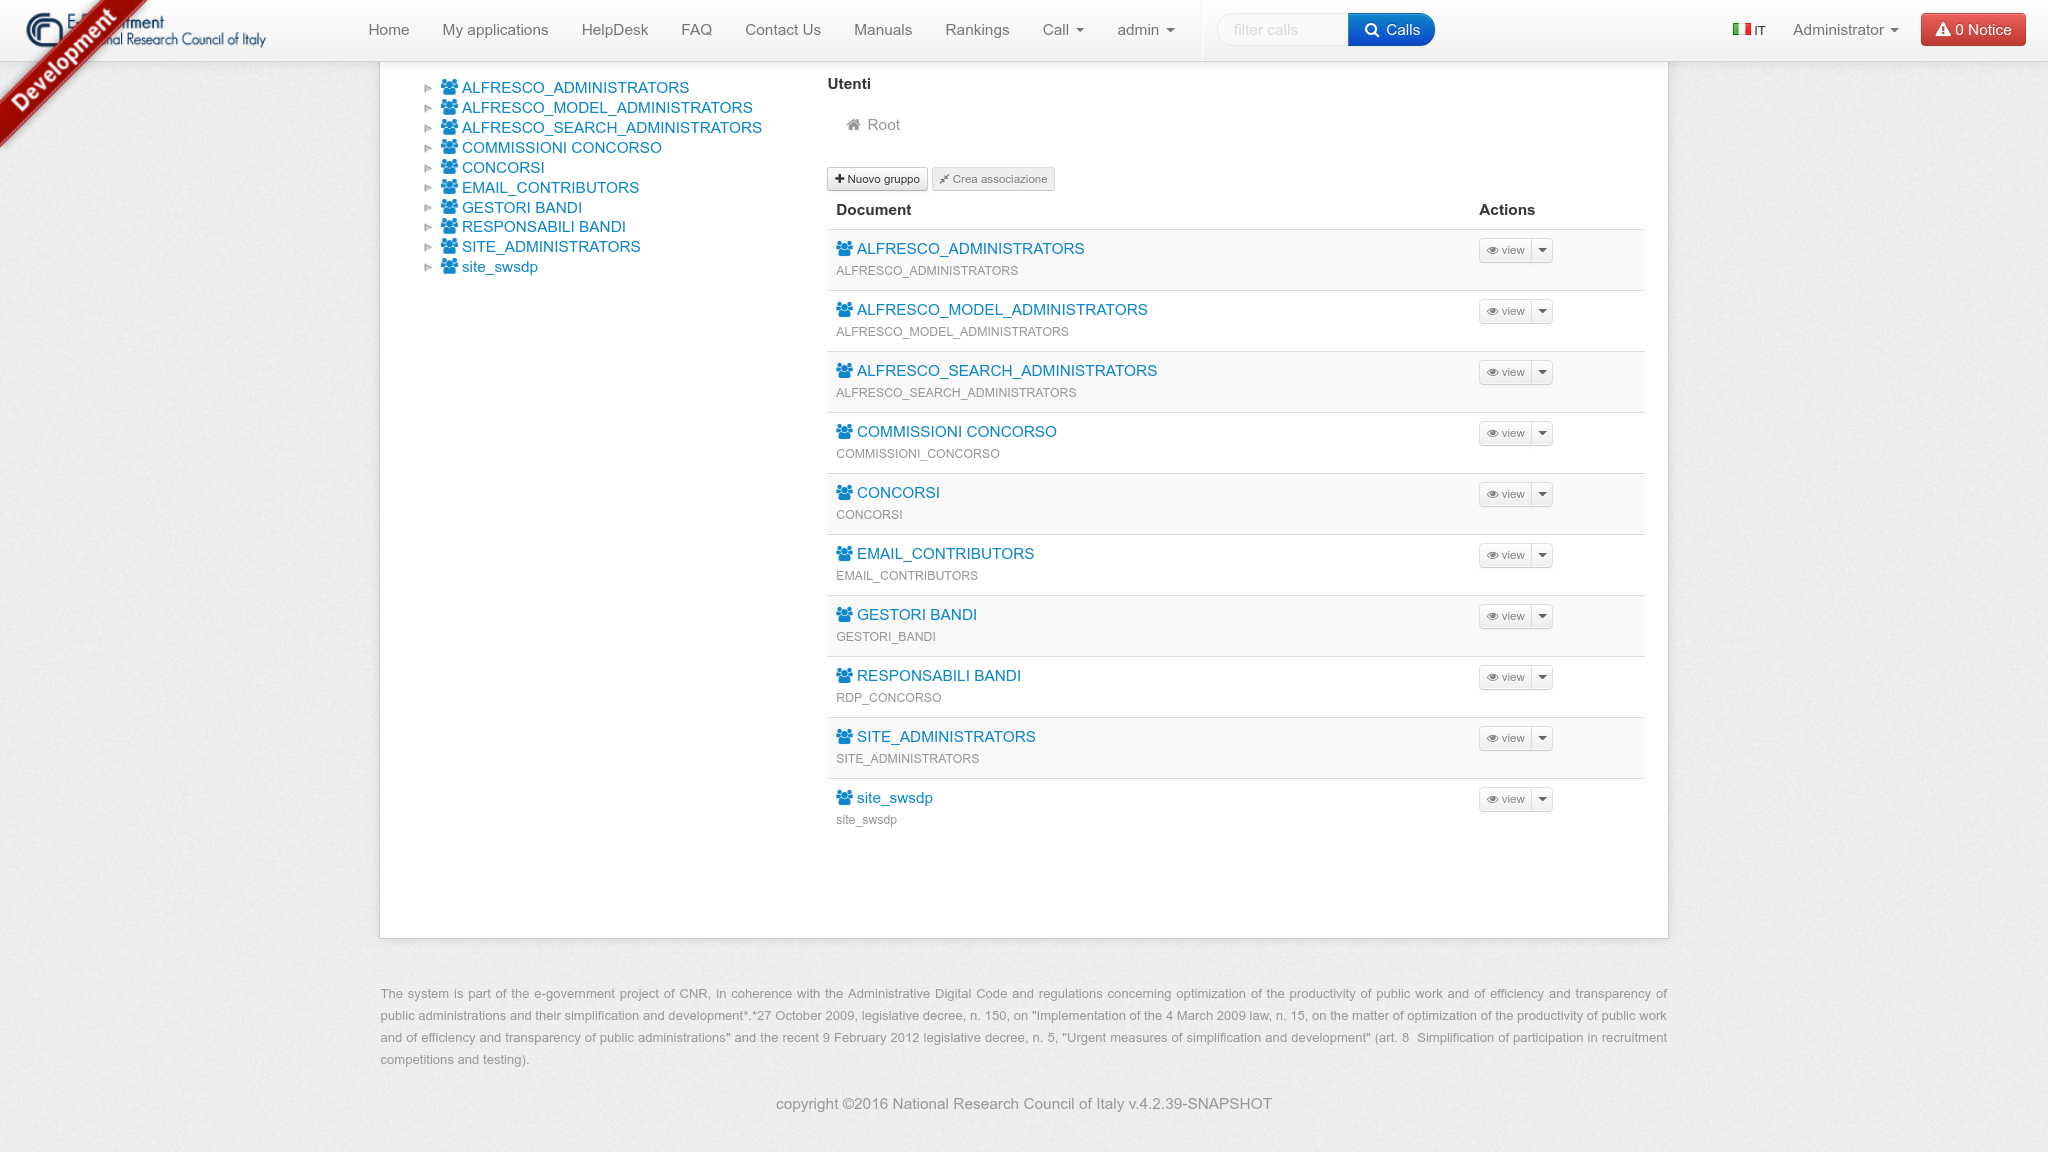 Development
Research Council of Italy
Home My applications HelpDesk FAQ Contact Us Manuals Rankings Call admin filter calls Calls IT Administrator 0 Notice
ALFRESCO_ADMINISTRATORS
ALFRESCO_MODEL_ADMINISTRATORS
ALFRESCO_SEARCH_ADMINISTRATORS
COMMISSIONI CONCORSO
CONCORSI
EMAIL_CONTRIBUTORS
GESTORI BANDI
RESPONSABILI BANDI
SITE_ADMINISTRATORS
site_swsdp
Utenti
Root
Nuovo gruppo Crea associazione
Document Actions
ALFRESCO_ADMINISTRATORS view
ALFRESCO_ADMINISTRATORS
ALFRESCO_MODEL_ADMINISTRATORS view
ALFRESCO_MODEL_ADMINISTRATORS
ALFRESCO_SEARCH_ADMINISTRATORS view
ALFRESCO_SEARCH_ADMINISTRATORS
COMMISSIONI CONCORSO view
COMMISSIONI_CONCORSO
CONCORSI view
CONCORSI
EMAIL_CONTRIBUTORS view
EMAIL_CONTRIBUTORS
GESTORI BANDI view
GESTORI_BANDI
RESPONSABILI BANDI view
RDP_CONCORSO
SITE_ADMINISTRATORS view
SITE_ADMINISTRATORS
site_swsdp view
site_swsdp
The system is part of the e-government project of CNR, in coherence with the Administrative Digital Code and regulations concerning optimization of the productivity of public work and of efficiency and transparency of
public administrations and their simplification and development*.*27 October 2009, legislative decree, n. 150, on "Implementation of the 4 March 2009 law, n. 15, on the matter of optimization of the productivity of public work
and of efficiency and transparency of public administrations" and the recent 9 February 2012 legislative decree, n. 5, "Urgent measures of simplification and development" (art. 8 Simplification of participation in recruitment
competitions and testing).
copyright ©2016 National Research Council of Italy v.4.2.39-SNAPSHOT